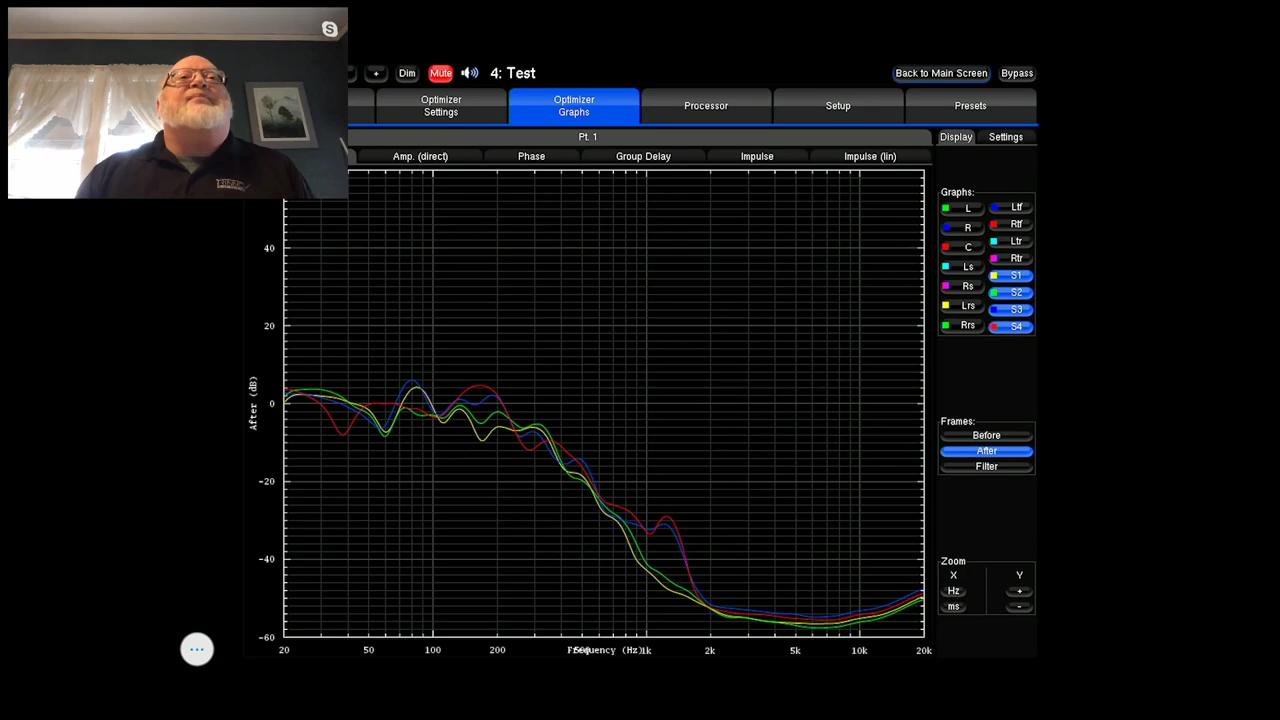 S
+ Dim Mute 4: Test Back to Main Screen Bypass
Optimizer Settings
Optimizer Graphs
Processor
Setup
Presets
Pt. 1
Display Settings
Amp. (direct) Phase Group Delay Impulse Impulse (lin)
Graphs:
L Ltf
R Rtf
C Ltr
Ls Rtr
Rs S1
Lrs S2
Rrs S3
S4
Frames:
Before
After
Filter
Zoom
X Y
Hz +
ms -
After (dB)
40
20
0
-20
-40
-60
20 50 100 200 500 1k 2k 5k 10k 20k
Frequency (Hz)
TRINNOV